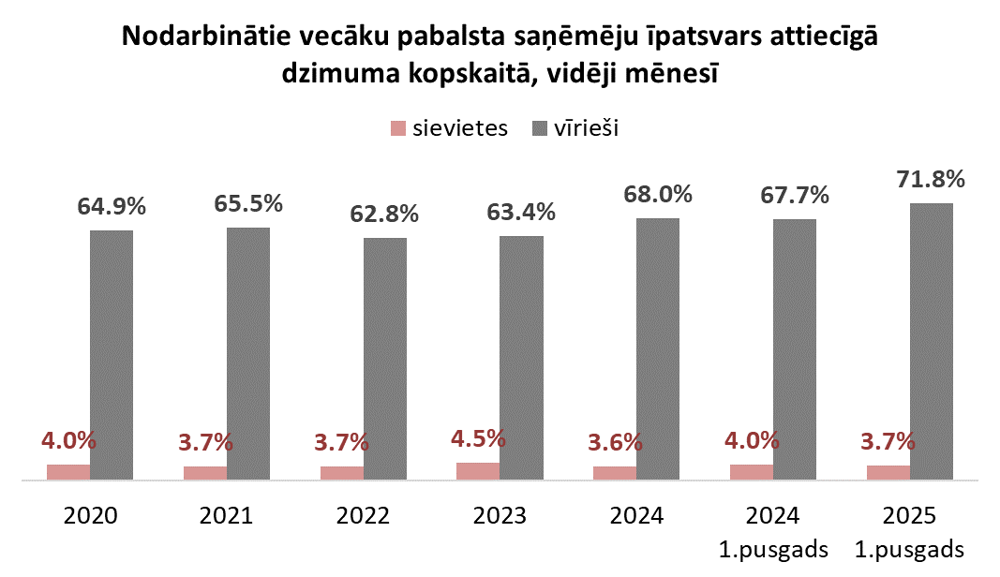 Nodarbinātie vecāku pabalsta saņēmēju īpatsvars attiecīgā
dzimuma kopskaitā, vidēji mēnesī
sievietes vīrieši
64.9% 65.5% 62.8% 63.4% 68.0% 67.7% 71.8%
4.0% 3.7% 3.7% 4.5% 3.6% 4.0% 3.7%
2020 2021 2022 2023 2024 2024 2025
1.pusgads 1.pusgads